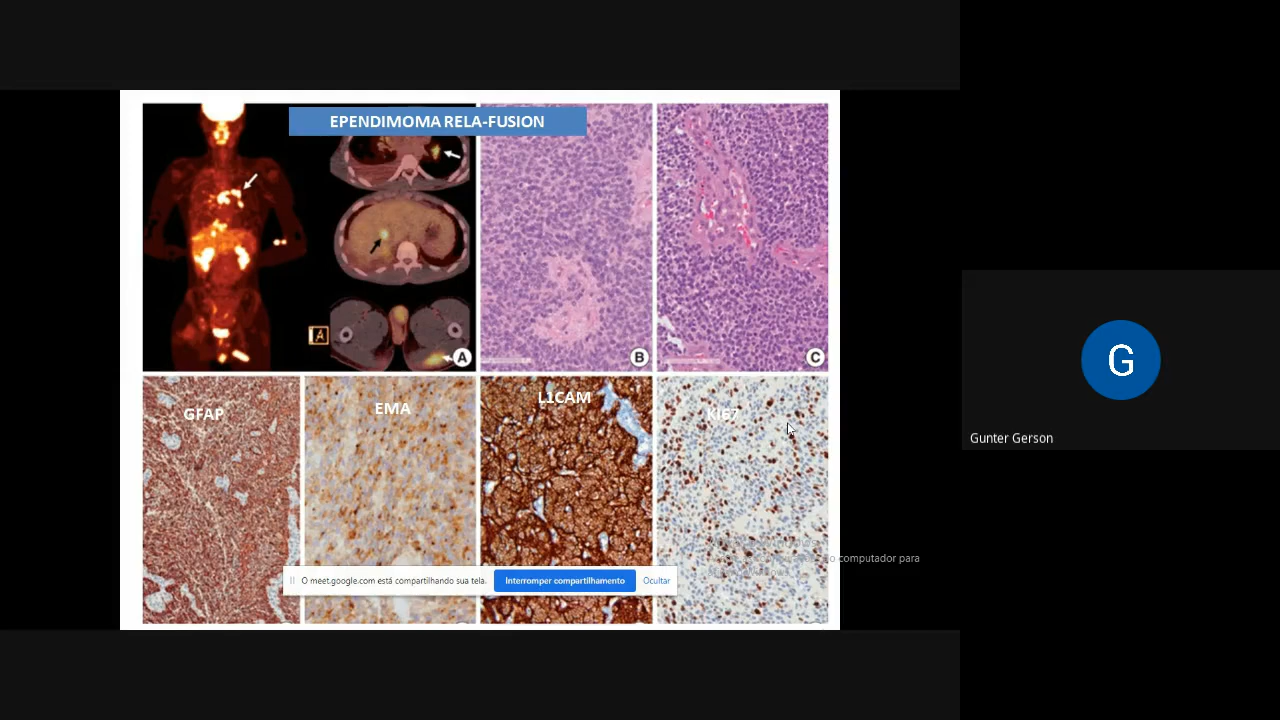 EPENDIMOMA RELA-FUSION
A
A
B
C
GFAP
EMA
L1CAM
KI67
G
Gunter Gerson
computador para
O meet.google.com está compartilhando sua tela.
Interromper compartilhamento
Ocultar